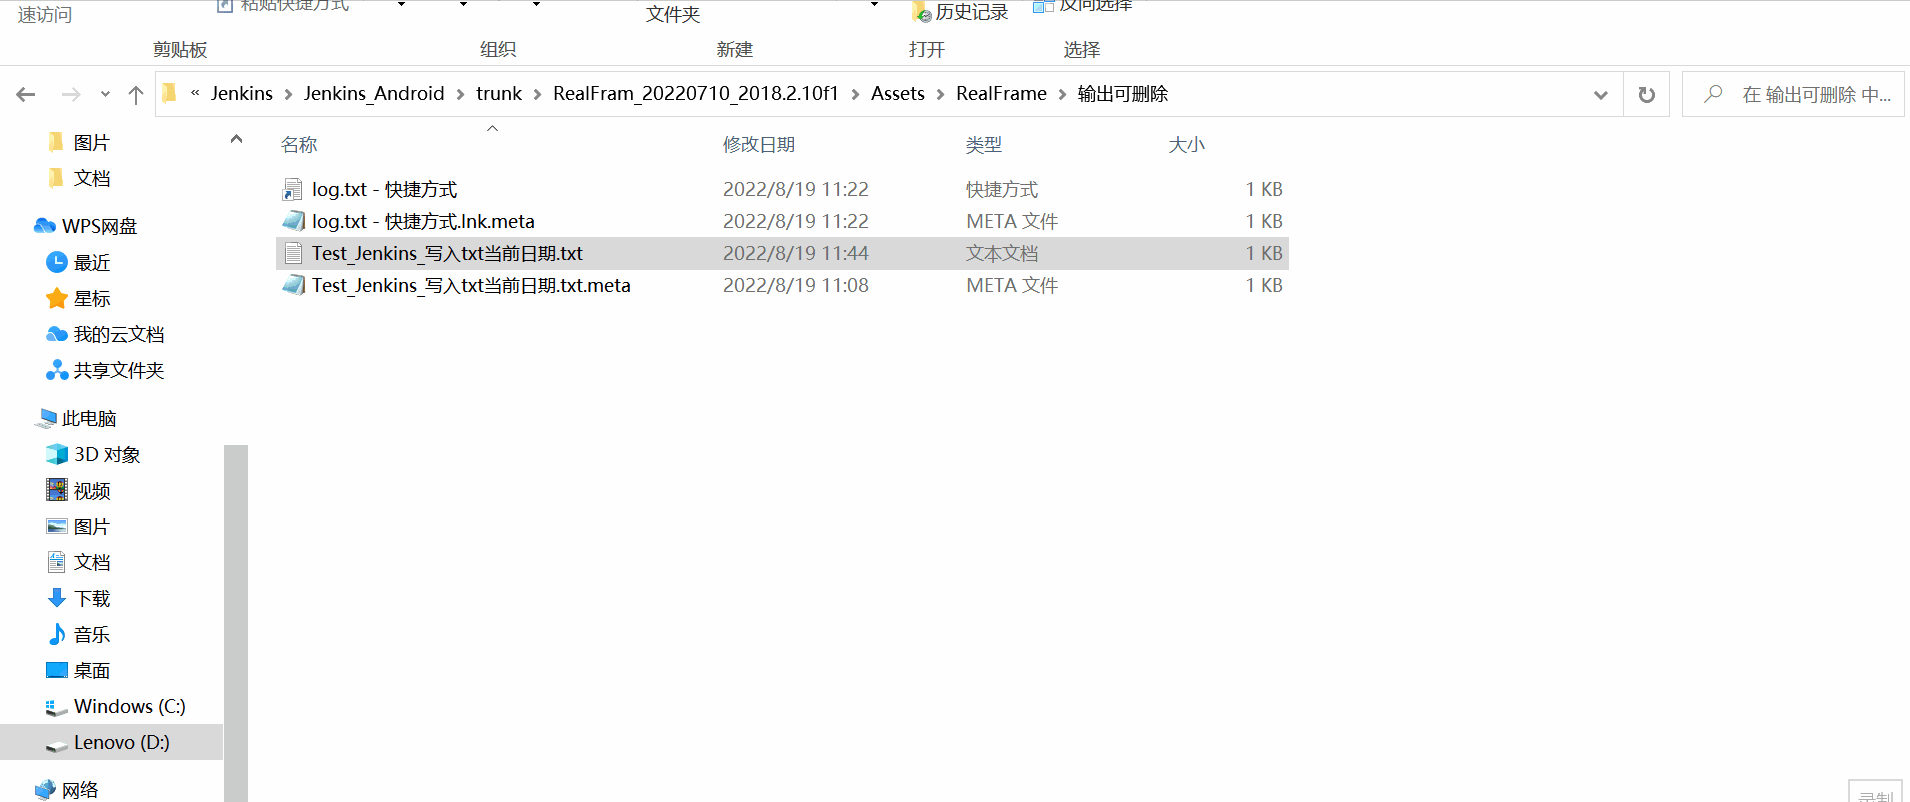 速访问
粘贴快捷方式
文件夹
历史记录
反向选择
剪贴板 组织 新建 打开 选择
« Jenkins > Jenkins_Android > trunk > RealFram_20220710_2018.2.10f1 > Assets > RealFrame > 输出可删除
在 输出可删除 中...
图片
文档
WPS网盘
最近
星标
我的云文档
共享文件夹
此电脑
3D 对象
视频
图片
文档
下载
音乐
桌面
Windows (C:)
Lenovo (D:)
网络
名称 修改日期 类型 大小
log.txt - 快捷方式 2022/8/19 11:22 快捷方式 1 KB
log.txt - 快捷方式.lnk.meta 2022/8/19 11:22 META 文件 1 KB
Test_Jenkins_写入txt当前日期.txt 2022/8/19 11:44 文本文档 1 KB
Test_Jenkins_写入txt当前日期.txt.meta 2022/8/19 11:08 META 文件 1 KB
录制